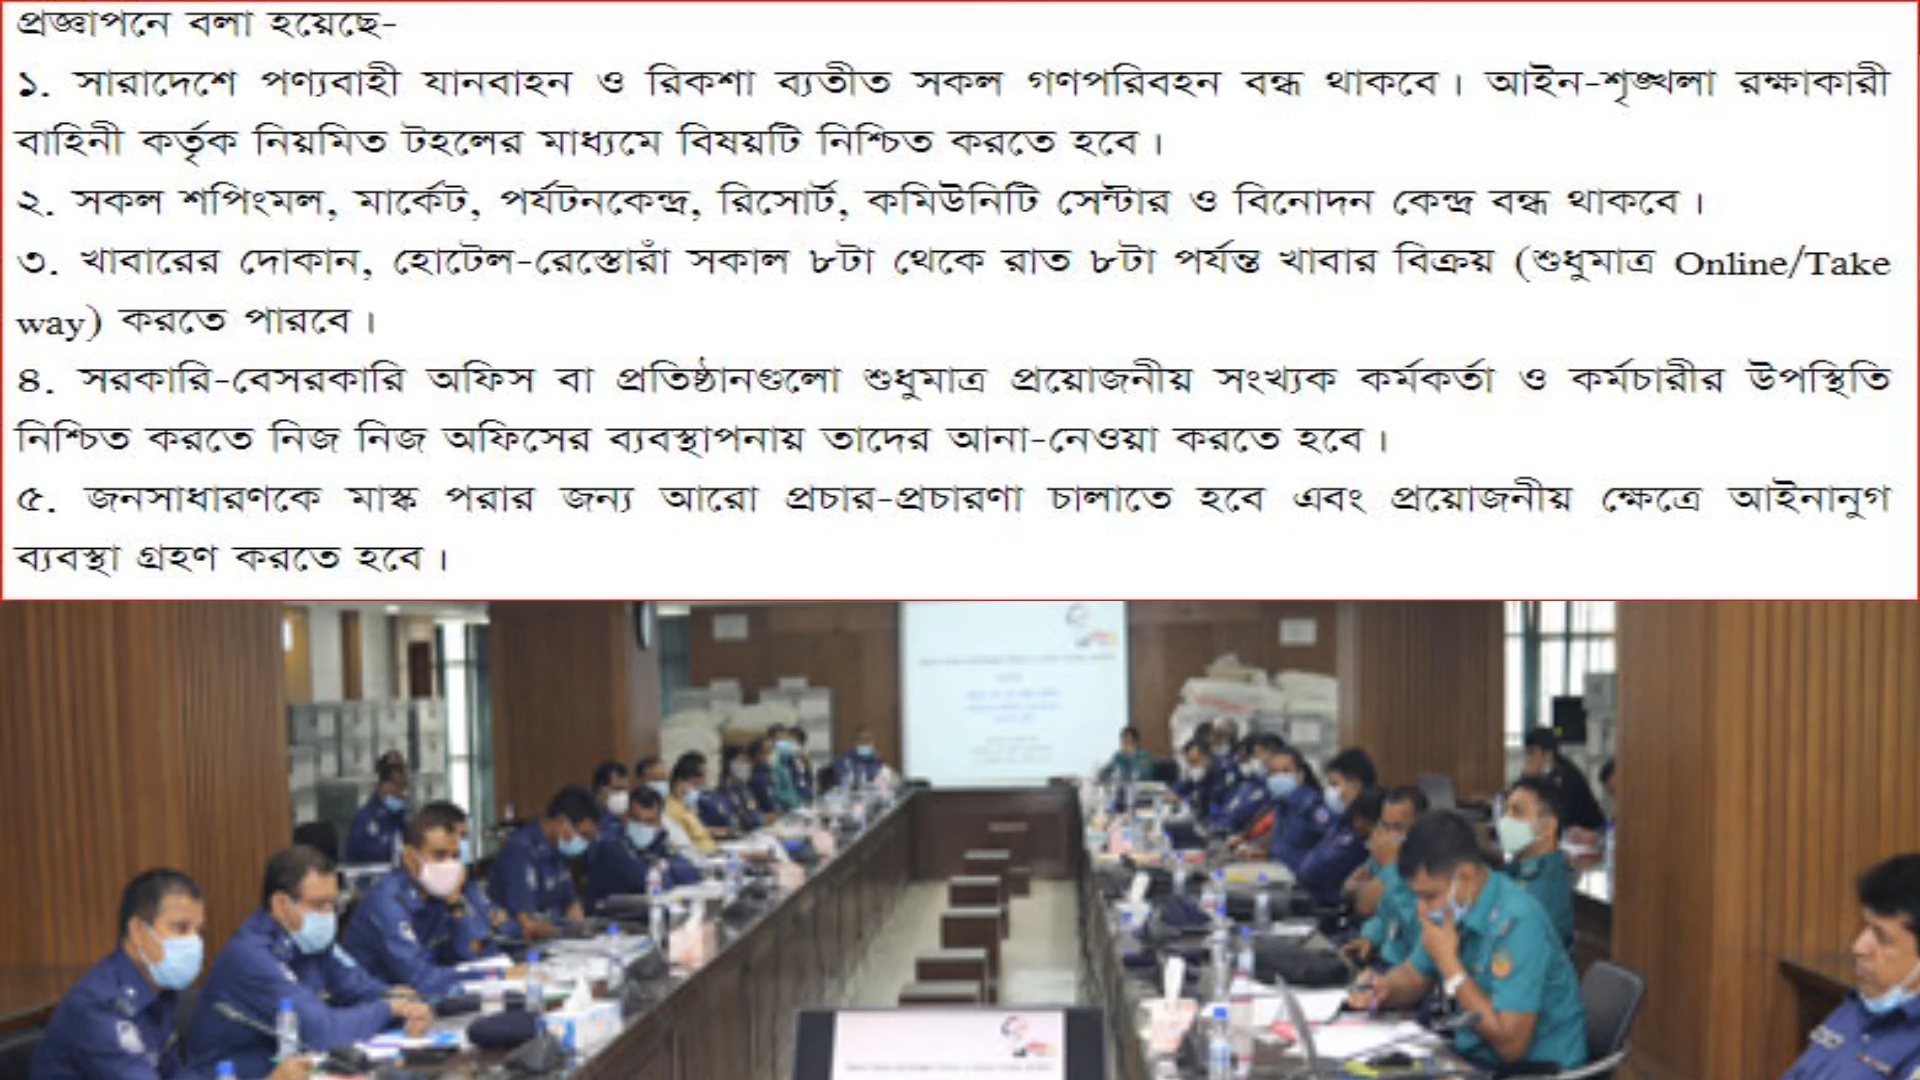 প্রজ্ঞাপনে বলা হয়েছে-
১. সারাদেশে পণ্যবাহী যানবাহন ও রিকশা ব্যতীত সকল গণপরিবহন বন্ধ থাকবে। আইন-শৃঙ্খলা রক্ষাকারী
বাহিনী কর্তৃক নিয়মিত টহলের মাধ্যমে বিষয়টি নিশ্চিত করতে হবে।
২. সকল শপিংমল, মার্কেট, পর্যটনকেন্দ্র, রিসোর্ট, কমিউনিটি সেন্টার ও বিনোদন কেন্দ্র বন্ধ থাকবে।
৩. খাবারের দোকান, হোটেল-রেস্তোরাঁ সকাল ৮টা থেকে রাত ৮টা পর্যন্ত খাবার বিক্রয় (শুধুমাত্র Online/Take
way) করতে পারবে।
৪. সরকারি-বেসরকারি অফিস বা প্রতিষ্ঠানগুলো শুধুমাত্র প্রয়োজনীয় সংখ্যক কর্মকর্তা ও কর্মচারীর উপস্থিতি
নিশ্চিত করতে নিজ নিজ অফিসের ব্যবস্থাপনায় তাদের আনা-নেওয়া করতে হবে।
৫. জনসাধারণকে মাস্ক পরার জন্য আরো প্রচার-প্রচারণা চালাতে হবে এবং প্রয়োজনীয় ক্ষেত্রে আইনানুগ
ব্যবস্থা গ্রহণ করতে হবে।